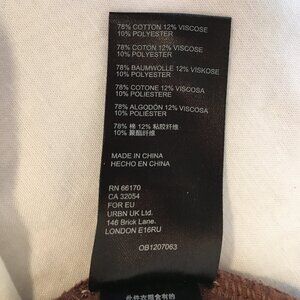 78% COTTON 12% VISCOSE
10% POLYESTER
78% COTON 12% VISCOSE
10% POLYESTER
78% BAUMWOLLE 12% VISKOSE
10% POLYESTER
78% COTONE 12% VISCOSA
10% POLIESTERE
78% ALGODÓN 12% VISCOSA
10% POLIÉSTER
78% 棉 12% 粘胶纤维
10% 聚酯纤维
MADE IN CHINA
HECHO EN CHINA
RN 66170
CA 32054
FOR EU
URBN UK Ltd.
146 Brick Lane.
LONDON E16RU
OB1207063